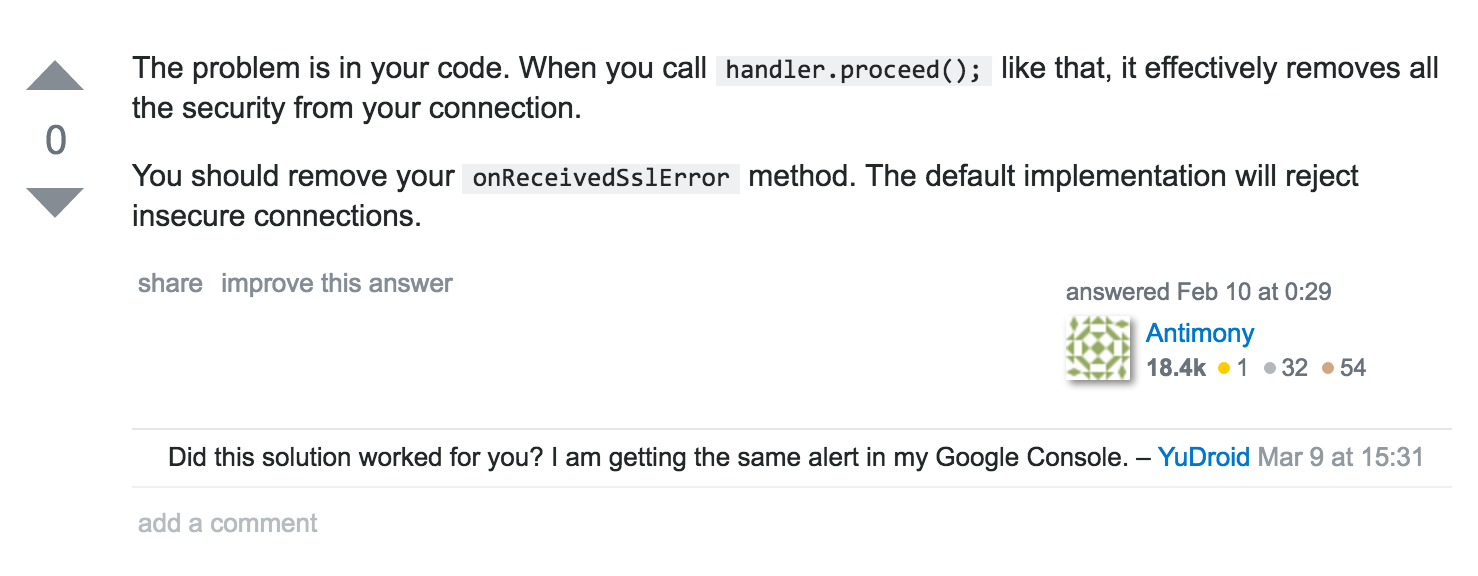 The problem is in your code. When you call handler.proceed(); like that, it effectively removes all
the security from your connection.
0
You should remove your onReceivedSslError method. The default implementation will reject
insecure connections.
share improve this answer
answered Feb 10 at 0:29
Antimony
18.4k 1 32 54
Did this solution worked for you? I am getting the same alert in my Google Console. – YuDroid Mar 9 at 15:31
add a comment